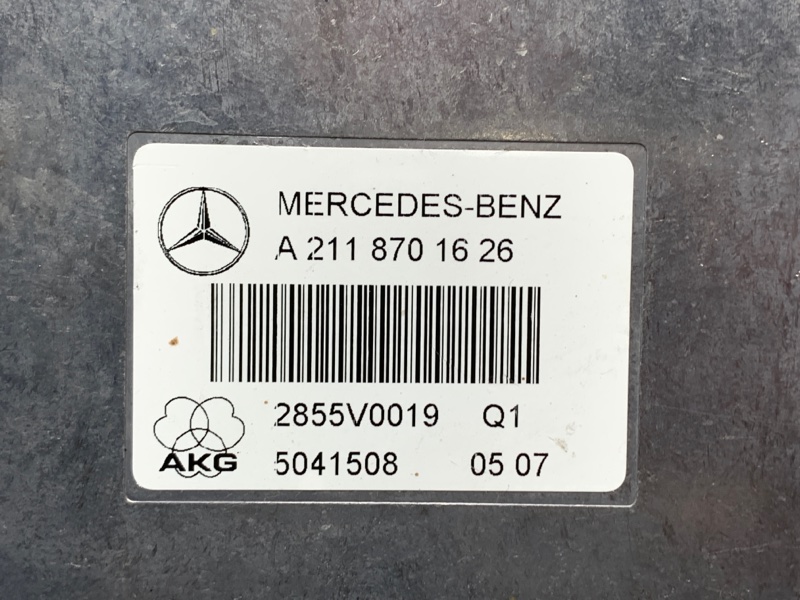 MERCEDES-BENZ
A 211 870 16 26
2855V0019 Q1
AKG
5041508 05 07